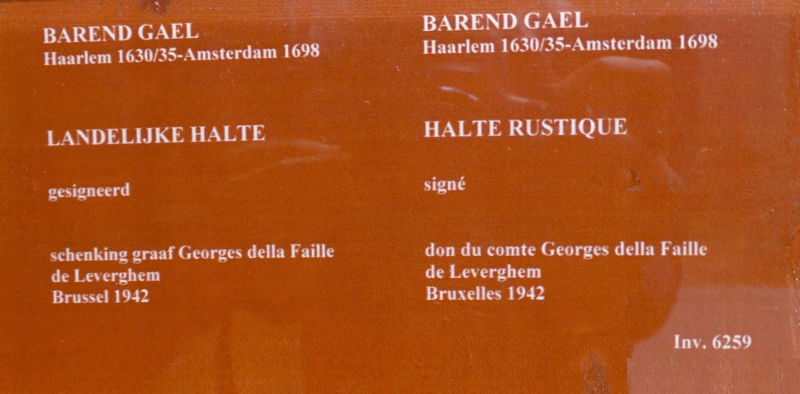 BAREND GAEL
Haarlem 1630/35-Amsterdam 1698
LANDELIJKE HALTE
gesigneerd
schenking graaf Georges della Faille
de Leverghem
Brussel 1942
BAREND GAEL
Haarlem 1630/35-Amsterdam 1698
HALTE RUSTIQUE
signé
don du comte Georges della Faille
de Leverghem
Bruxelles 1942
Inv. 6259